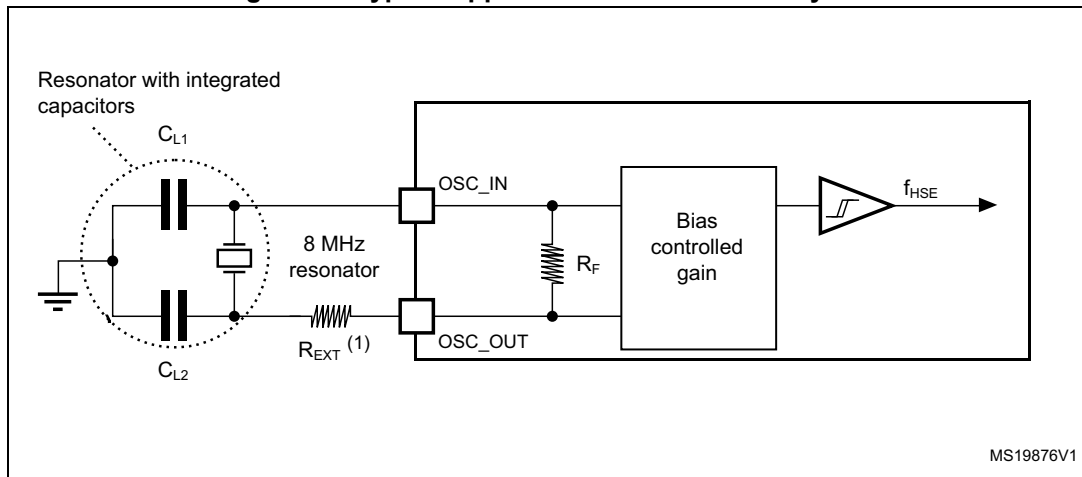 Resonator with integrated
capacitors
CL1
OSC_IN
fHSE
8 MHz
resonator
RF
Bias
controlled
gain
REXT (1)
OSC_OUT
CL2
MS19876V1